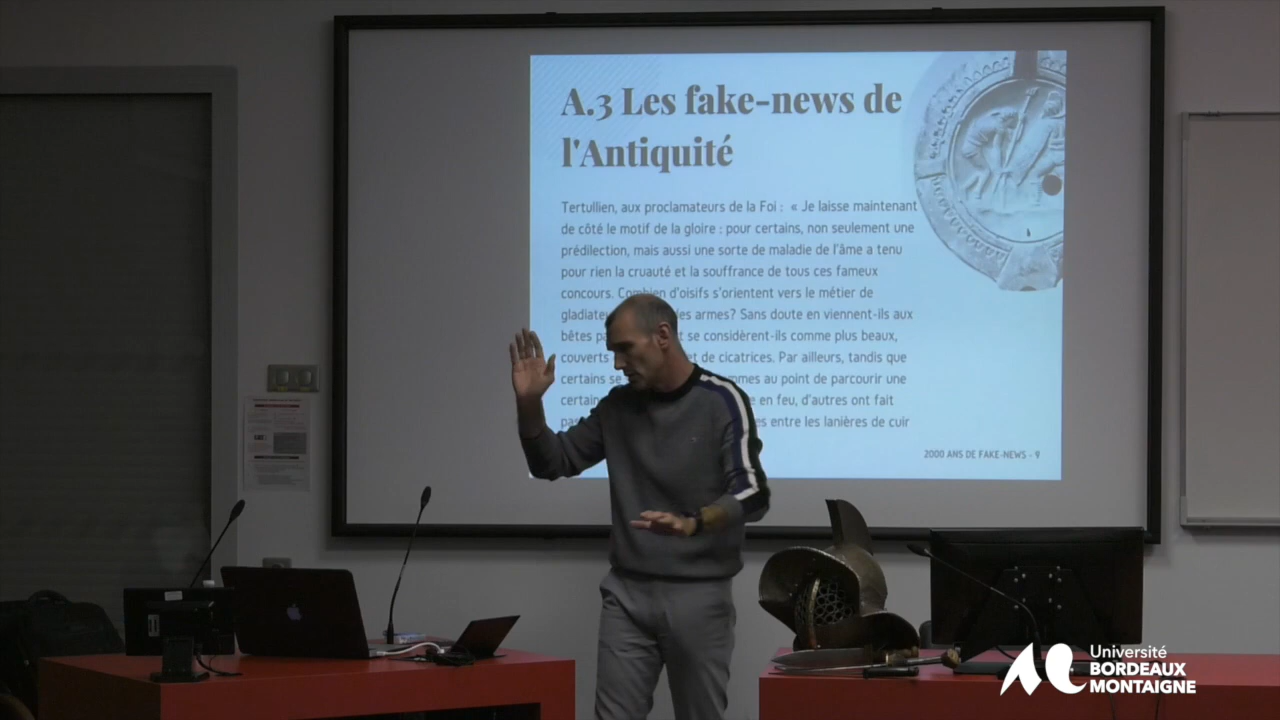 A.3 Les fake-news de
l'Antiquité
Tertullien, aux proclamateurs de la Foi : « Je laisse maintenant
de côté le motif de la gloire : pour certains, non seulement une
prédilection, mais aussi une sorte de maladie de l'âme a tenu
pour rien la cruauté et la souffrance de tous ces fameux
concours. Combien d'oisifs s'orientent vers le métier de
gladiateu des armes? Sans doute en viennent-ils aux
bêtes pa t se considèrent-ils comme plus beaux,
couverts et de cicatrices. Par ailleurs, tandis que
certains se mmes au point de parcourir une
certain e en feu, d'autres ont fait
pa es entre les lanières de cuir
2000 ANS DE FAKE-NEWS - 9
Université
BORDEAUX
MONTAIGNE